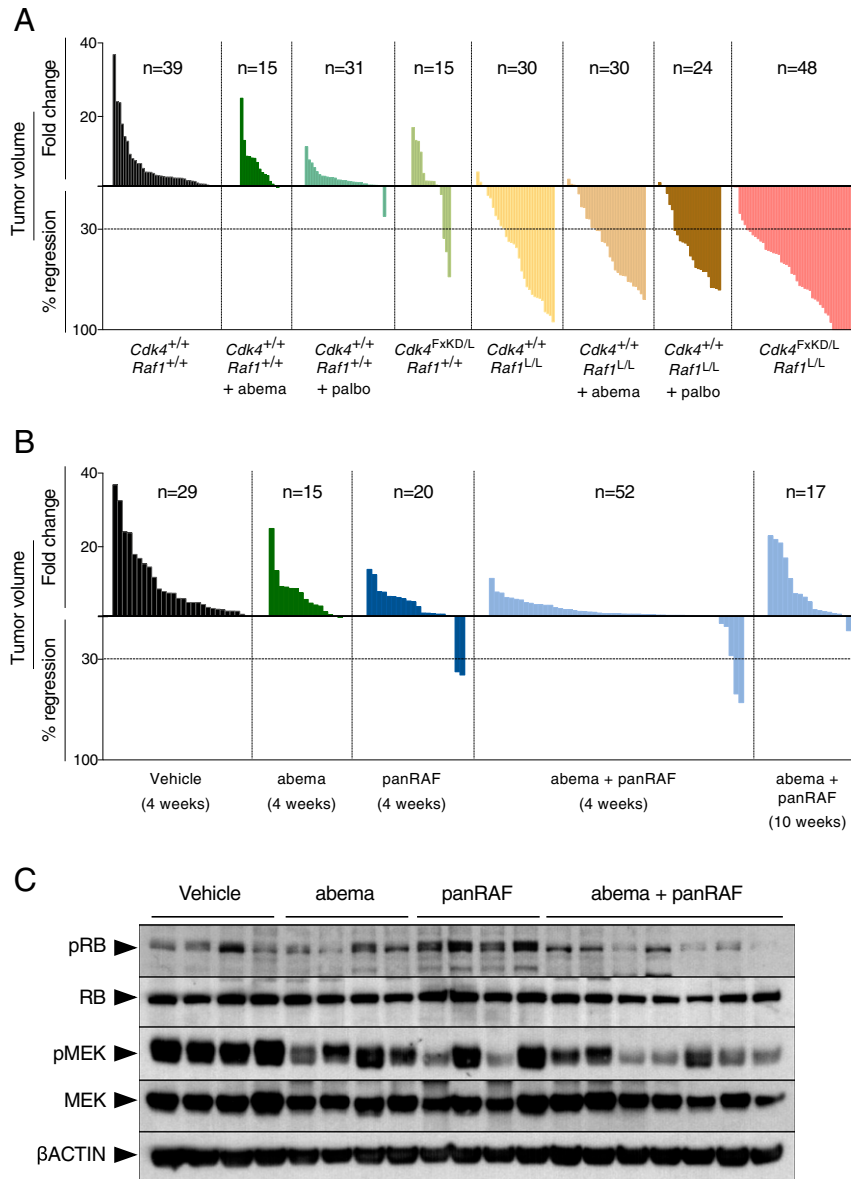 A
Tumor volume
Fold change
% regression
40
20
30
100
n=39
n=15
n=31
n=15
n=30
n=30
n=24
n=48
Cdk4+/+
Raf1+/+
Cdk4+/+
Raf1+/+
+ abema
Cdk4+/+
Raf1+/+
+ palbo
Cdk4FxKD/L
Raf1+/+
Cdk4+/+
Raf1L/L
Cdk4+/+
Raf1L/L
+ abema
Cdk4+/+
Raf1L/L
+ palbo
Cdk4FxKD/L
Raf1L/L
B
Tumor volume
Fold change
% regression
40
20
30
100
n=29
n=15
n=20
n=52
n=17
Vehicle
(4 weeks)
abema
(4 weeks)
panRAF
(4 weeks)
abema + panRAF
(4 weeks)
abema +
panRAF
(10 weeks)
C
Vehicle
abema
panRAF
abema + panRAF
pRB
RB
pMEK
MEK
βACTIN